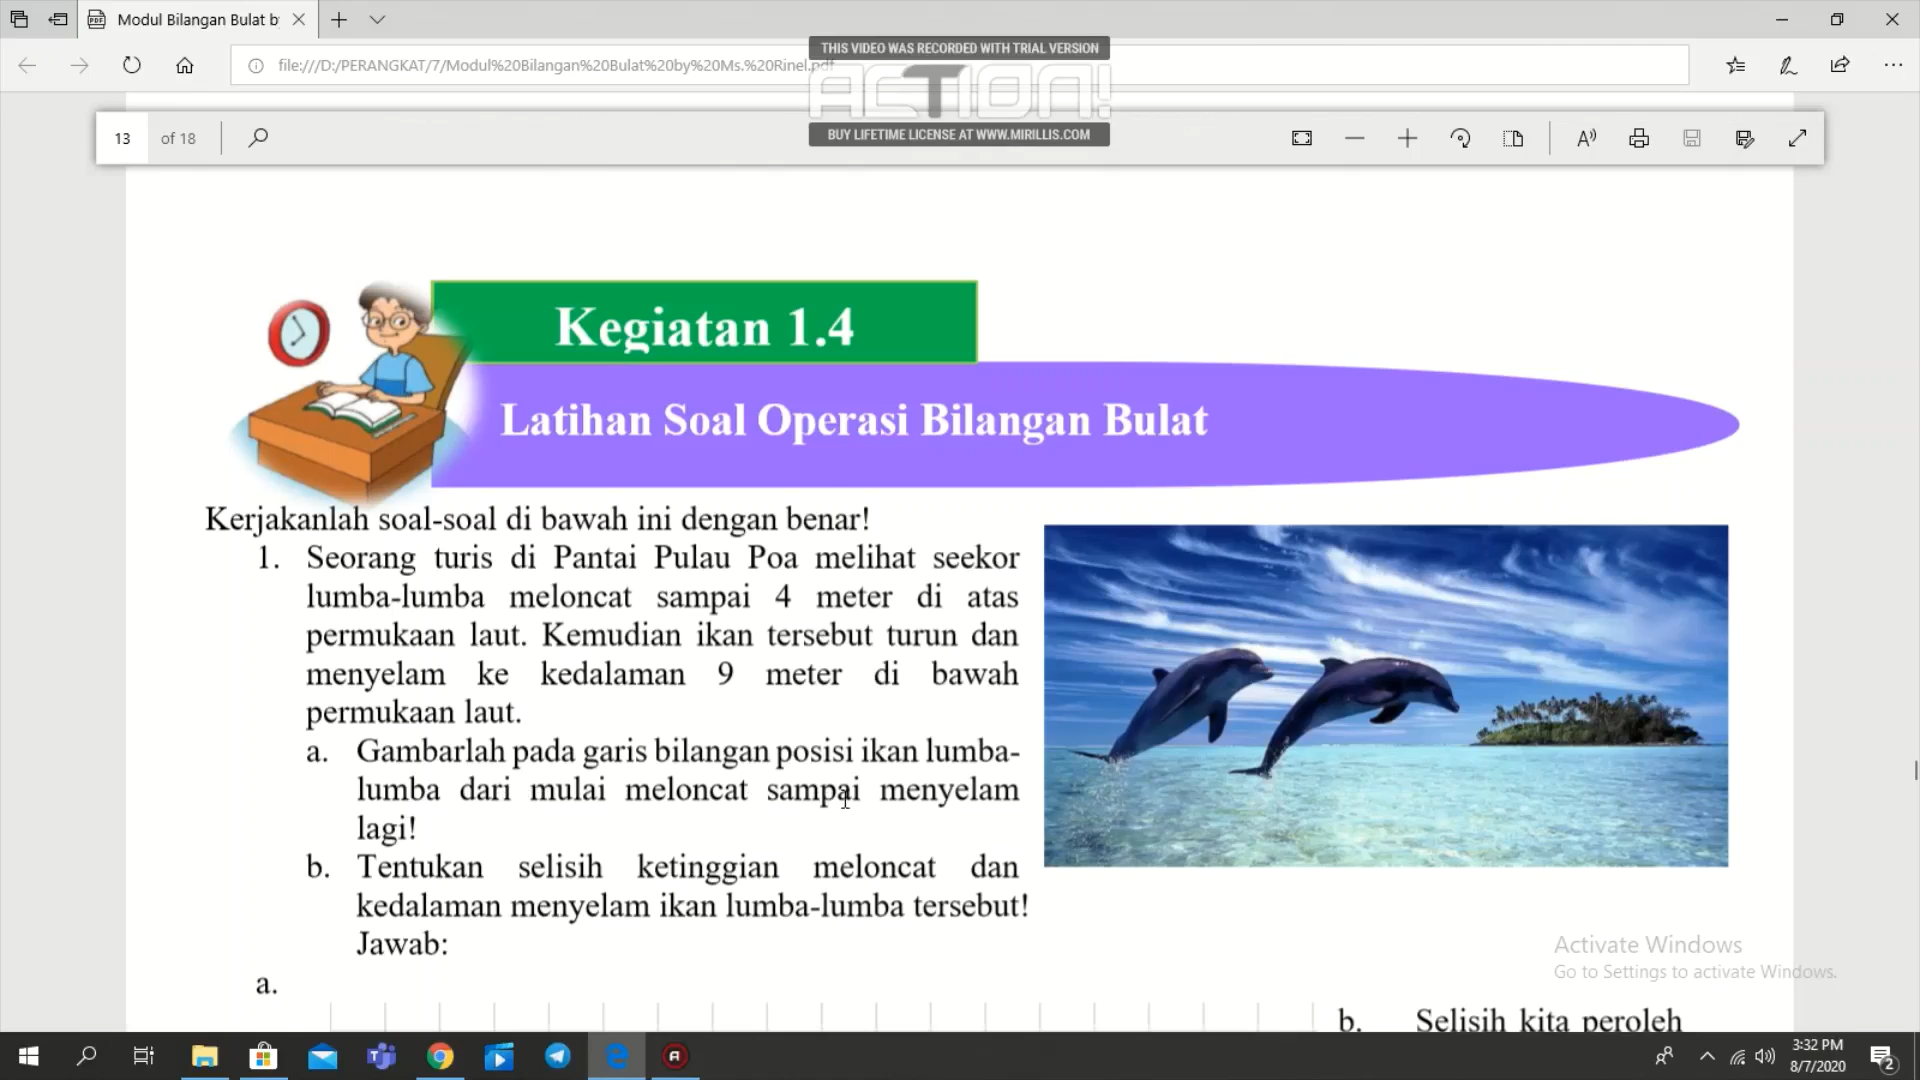 Modul Bilangan Bulat b
THIS VIDEO WAS RECORDED WITH TRIAL VERSION
file:///D:/PERANGKAT/7/Modul%20Bilangan%20Bulat%20by%20Ms.%20Rinel.pdf
ACTION!
BUY LIFETIME LICENSE AT WWW.MIRILLIS.COM
13 of 18
Kegiatan 1.4
Latihan Soal Operasi Bilangan Bulat
Kerjakanlah soal-soal di bawah ini dengan benar!
1. Seorang turis di Pantai Pulau Poa melihat seekor
lumba-lumba meloncat sampai 4 meter di atas
permukaan laut. Kemudian ikan tersebut turun dan
menyelam ke kedalaman 9 meter di bawah
permukaan laut.
a. Gambarlah pada garis bilangan posisi ikan lumba-
lumba dari mulai meloncat sampai menyelam
lagi!
b. Tentukan selisih ketinggian meloncat dan
kedalaman menyelam ikan lumba-lumba tersebut!
Jawab:
a.
b. Selisih kita peroleh
Activate Windows
Go to Settings to activate Windows.
3:32 PM
8/7/2020
2